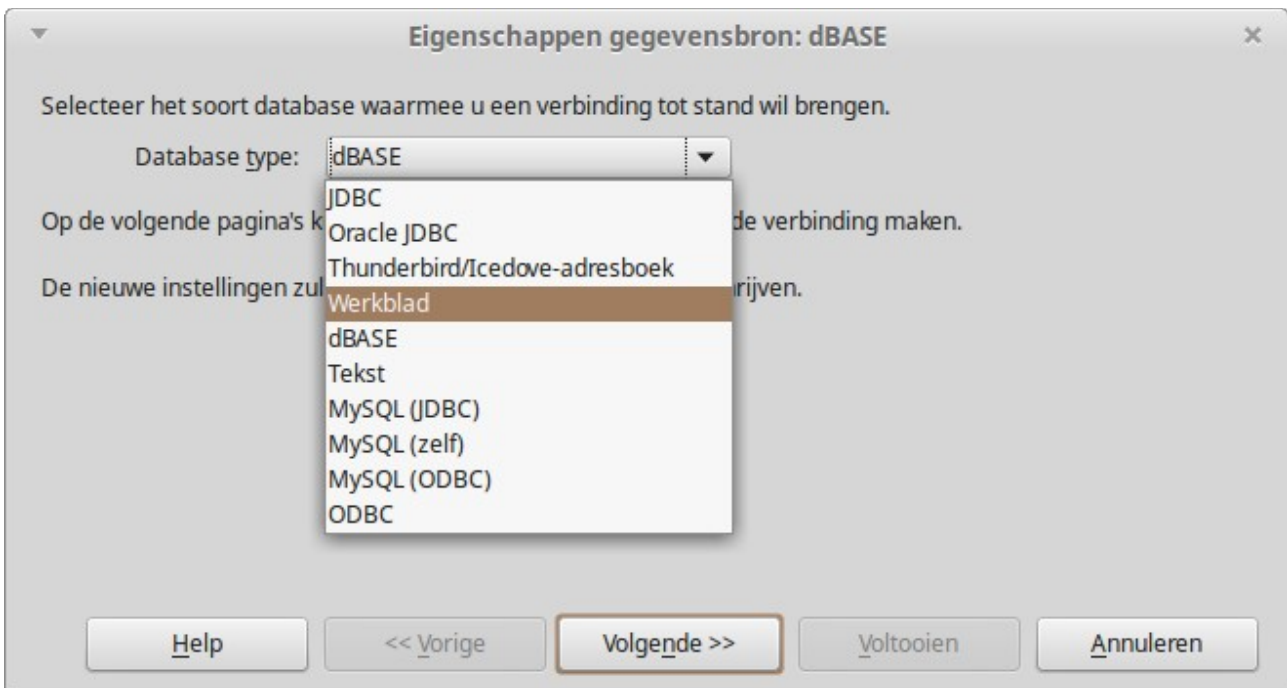 Eigenschappen gegevensbron: dBASE
Selecteer het soort database waarmee u een verbinding tot stand wil brengen.
Database type: dBASE
JDBC
Op de volgende pagina's k de verbinding maken.
Oracle JDBC
Thunderbird/Icedove-adresboek
De nieuwe instellingen zul rijven.
Werkblad
dBASE
Tekst
MySQL (JDBC)
MySQL (zelf)
MySQL (ODBC)
ODBC
Help << Vorige Volgende >> Voltooien Annuleren